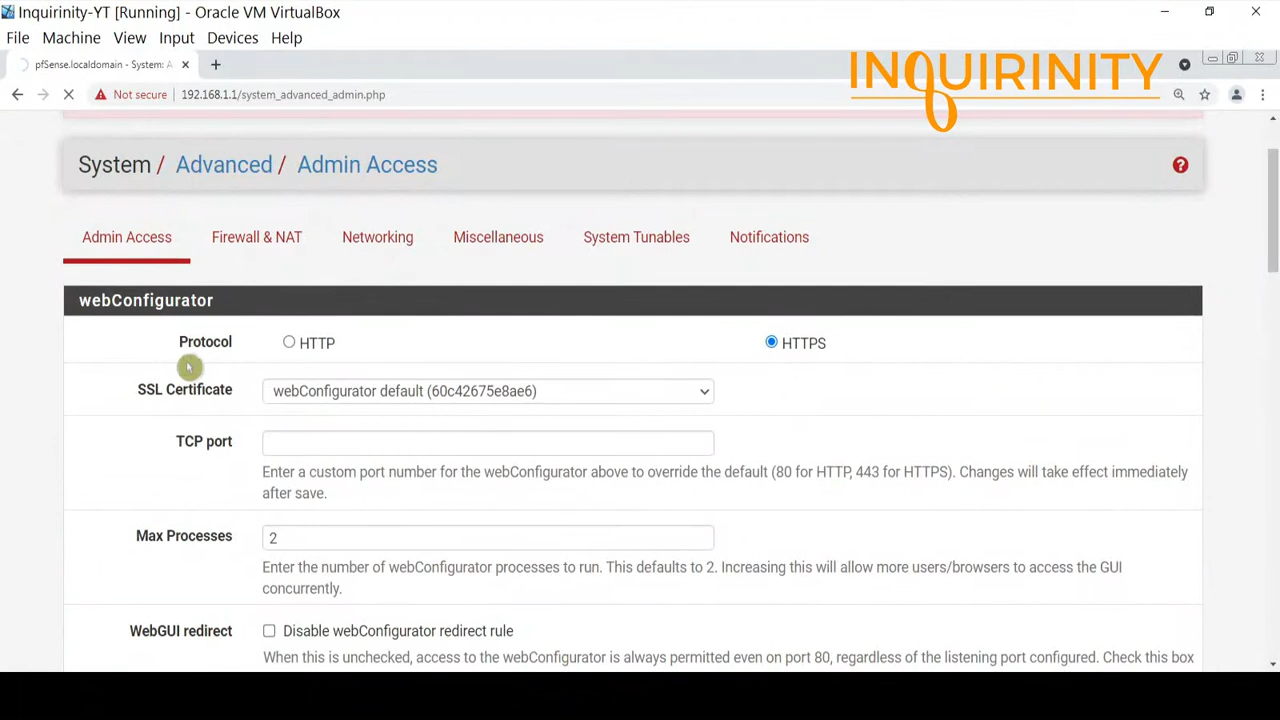 Inquirinity-YT [Running] - Oracle VM VirtualBox
File Machine View Input Devices Help
pfSense.localdomain - System: A
INQUIRINITY
Not secure 192.168.1.1/system_advanced_admin.php
System / Advanced / Admin Access
Admin Access Firewall & NAT Networking Miscellaneous System Tunables Notifications
webConfigurator
Protocol HTTP HTTPS
SSL Certificate webConfigurator default (60c42675e8ae6)
TCP port
Enter a custom port number for the webConfigurator above to override the default (80 for HTTP, 443 for HTTPS). Changes will take effect immediately
after save.
Max Processes 2
Enter the number of webConfigurator processes to run. This defaults to 2. Increasing this will allow more users/browsers to access the GUI
concurrently.
WebGUI redirect Disable webConfigurator redirect rule
When this is unchecked, access to the webConfigurator is always permitted even on port 80, regardless of the listening port configured. Check this box